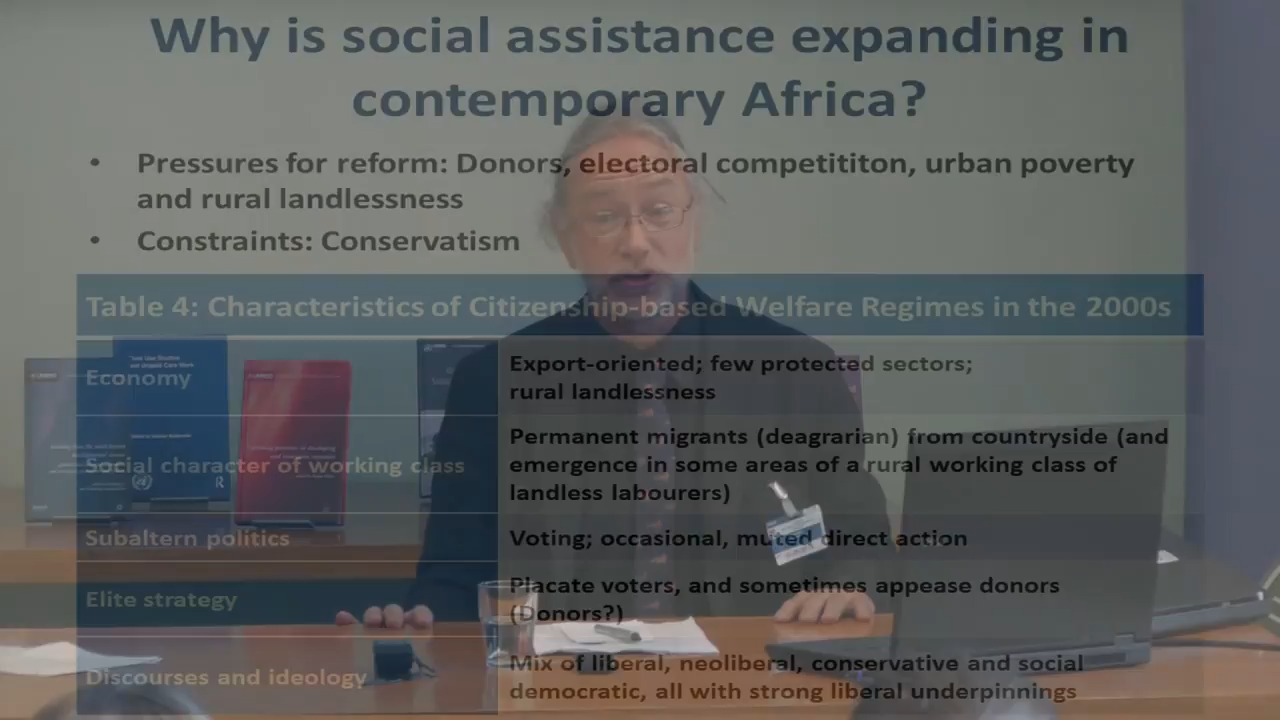 Why is social assistance expanding in
contemporary Africa?
• Pressures for reform: Donors, electoral competititon, urban poverty
and rural landlessness
• Constraints: Conservatism
Table 4: Characteristics of Citizenship-based Welfare Regimes in the 2000s
Economy
Export-oriented; few protected sectors;
rural landlessness
Social character of working class
Permanent migrants (deagrarian) from countryside (and
emergence in some areas of a rural working class of
landless labourers)
Subaltern politics
Voting; occasional, muted direct action
Elite strategy
Placate voters, and sometimes appease donors
(Donors?)
Discourses and ideology
Mix of liberal, neoliberal, conservative and social
democratic, all with strong liberal underpinnings